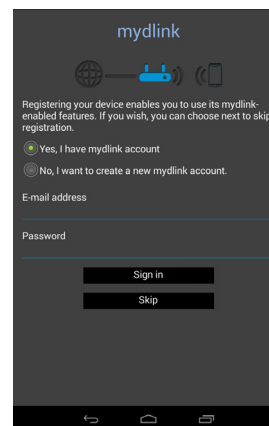 mydlink
Registering your device enables you to use its mydlink-
enabled features. If you wish, you can choose next to skip
registration.
Yes, I have mydlink account
No, I want to create a new mydlink account.
E-mail address
Password
Sign in
Skip